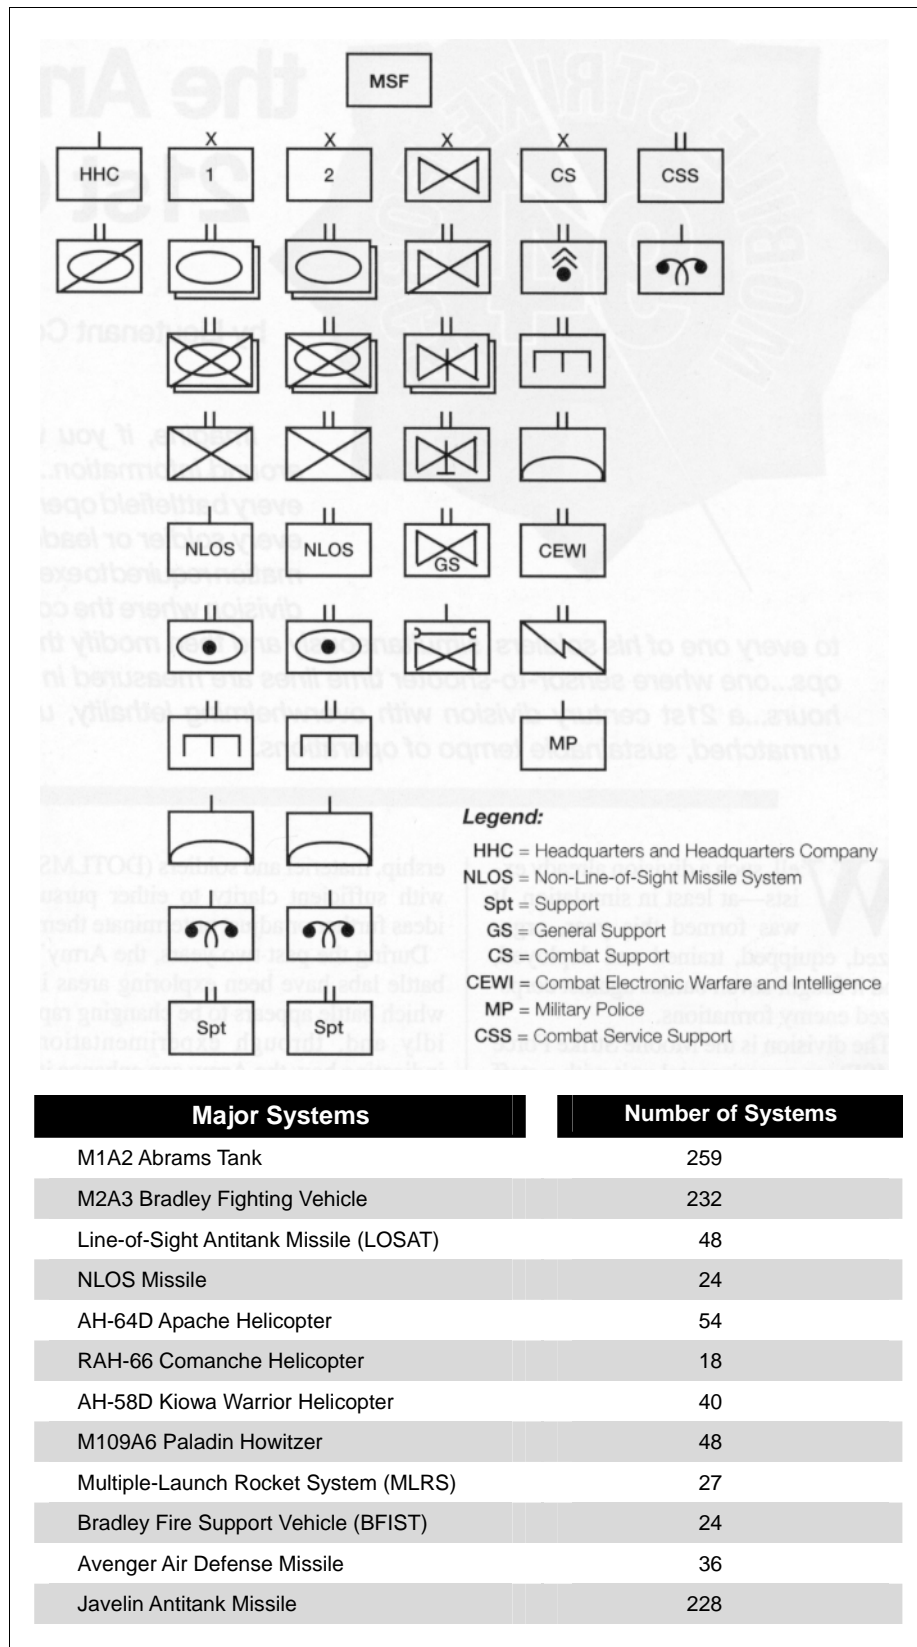 MSF
HHC 1 2 CS CSS
NLOS NLOS GS CEWI
MP
Spt Spt
Legend:
HHC = Headquarters and Headquarters Company
NLOS = Non-Line-of-Sight Missile System
Spt = Support
GS = General Support
CS = Combat Support
CEWI = Combat Electronic Warfare and Intelligence
MP = Military Police
CSS = Combat Service Support
Major Systems Number of Systems
M1A2 Abrams Tank 259
M2A3 Bradley Fighting Vehicle 232
Line-of-Sight Antitank Missile (LOSAT) 48
NLOS Missile 24
AH-64D Apache Helicopter 54
RAH-66 Comanche Helicopter 18
AH-58D Kiowa Warrior Helicopter 40
M109A6 Paladin Howitzer 48
Multiple-Launch Rocket System (MLRS) 27
Bradley Fire Support Vehicle (BFIST) 24
Avenger Air Defense Missile 36
Javelin Antitank Missile 228